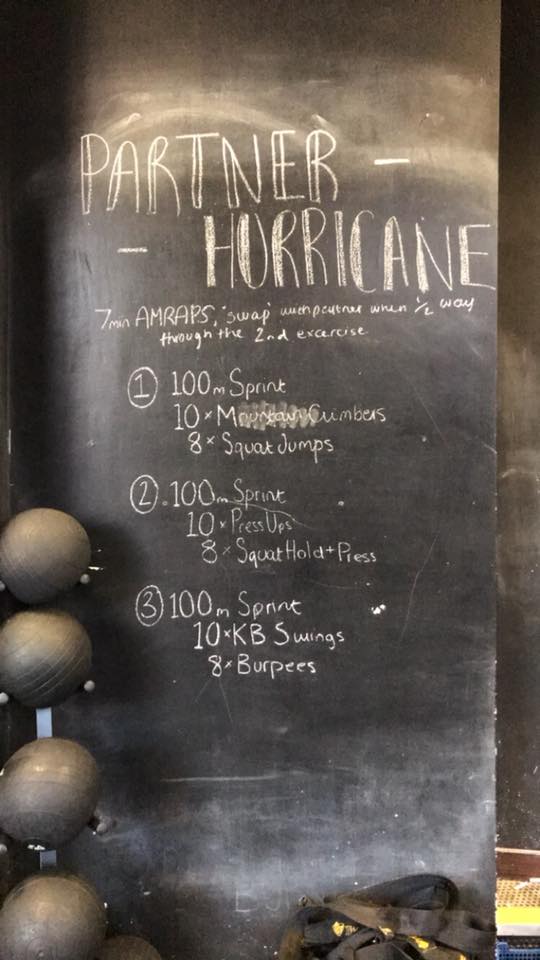 PARTNER -
- HURRICANE
7min AMRAPS, "swap" with partner when 1/2 way
through the 2nd excercise
① 100m Sprint
10 × Mountain Cimbers
8 × Squat Jumps
②.100m Sprint
10 × Press Ups
8 × Squat Hold + Press
③ 100m Sprint
10 × KB Swings
8 × Burpees